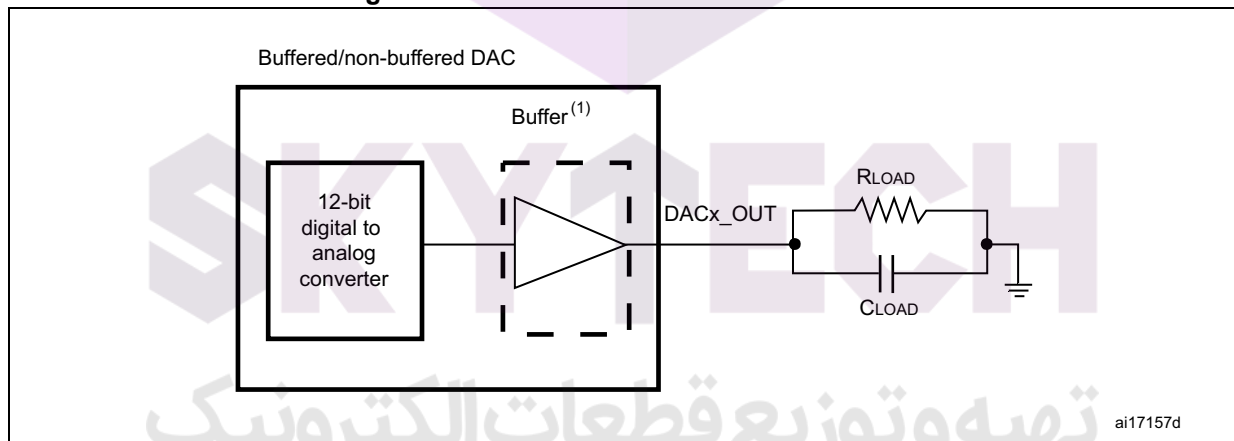 Buffered/non-buffered DAC
Buffer(1)
12-bit
digital to
analog
converter
DACx_OUT
RLOAD
CLOAD
SKYTECH
تهیه و توزیع قطعات الکترونیک
ai17157d